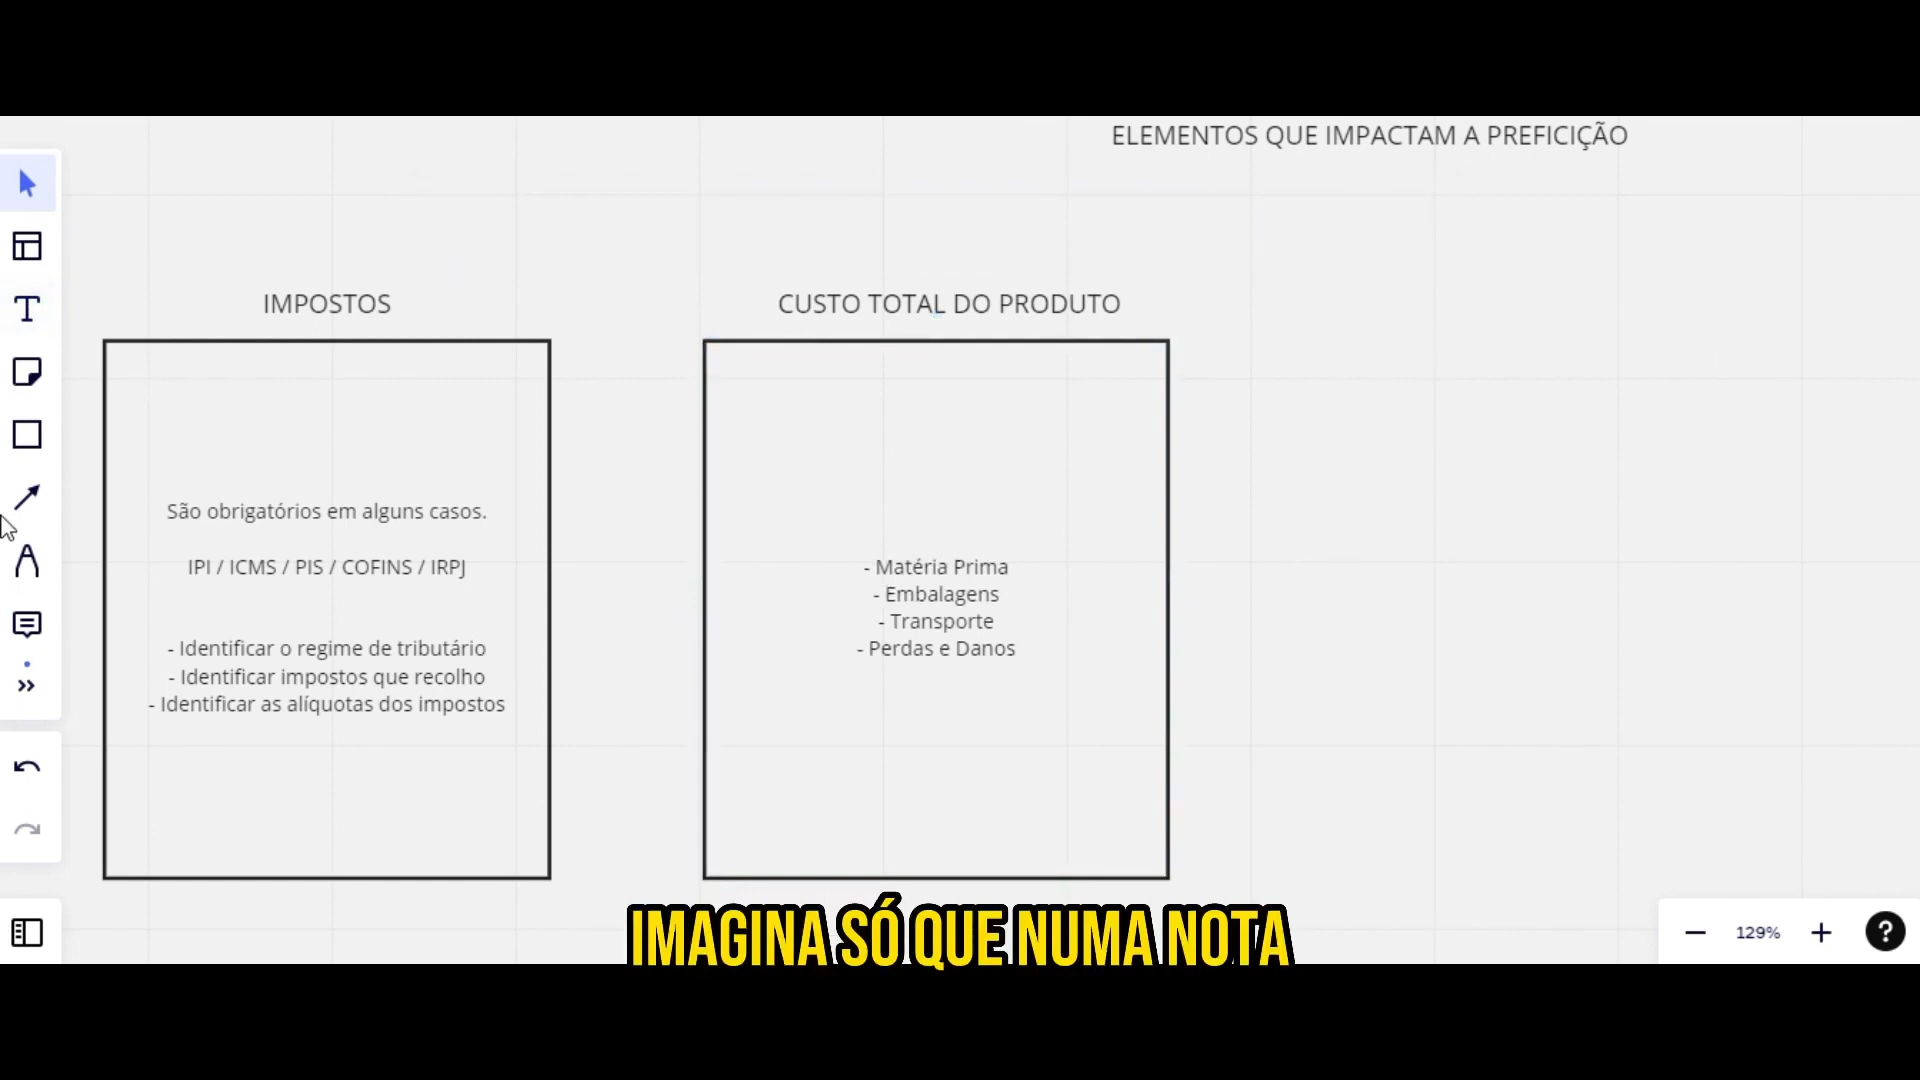 ELEMENTOS QUE IMPACTAM A PREFICIÇÃO
IMPOSTOS
São obrigatórios em alguns casos.
IPI / ICMS / PIS / COFINS / IRPJ
- Identificar o regime de tributário
- Identificar impostos que recolho
- Identificar as alíquotas dos impostos
CUSTO TOTAL DO PRODUTO
- Matéria Prima
- Embalagens
- Transporte
- Perdas e Danos
IMAGINA SÓ QUE NUMA NOTA
129%